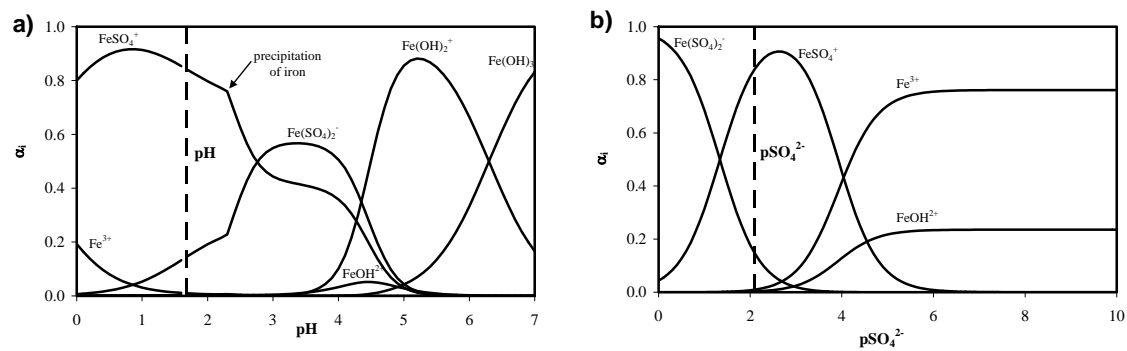 a)
1.0
0.8
0.6
0.4
0.2
0.0
αi
FeSO4+
precipitation
of iron
Fe(OH)2+
Fe(OH)3
Fe(SO4)2-
pH
Fe3+
FeOH2+
0 1 2 3 4 5 6 7
pH
b)
1.0
0.8
0.6
0.4
0.2
0.0
αi
Fe(SO4)2-
FeSO4+
Fe3+
pSO42-
FeOH2+
0 2 4 6 8 10
pSO42-